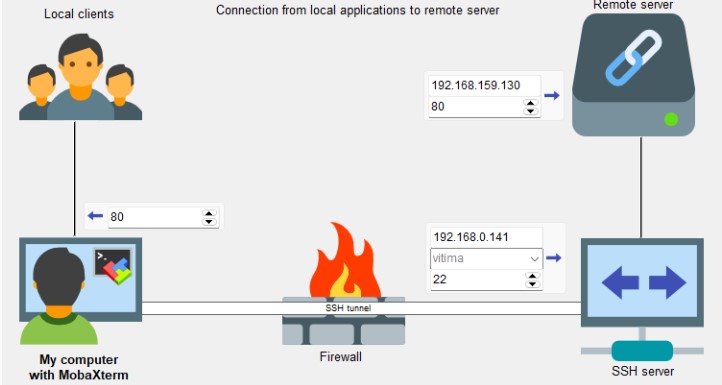 Local clients
Connection from local applications to remote server
Remote server
192.168.159.130
80
80
192.168.0.141
vitima
22
>_
SSH tunnel
My computer
with MobaXterm
Firewall
SSH server